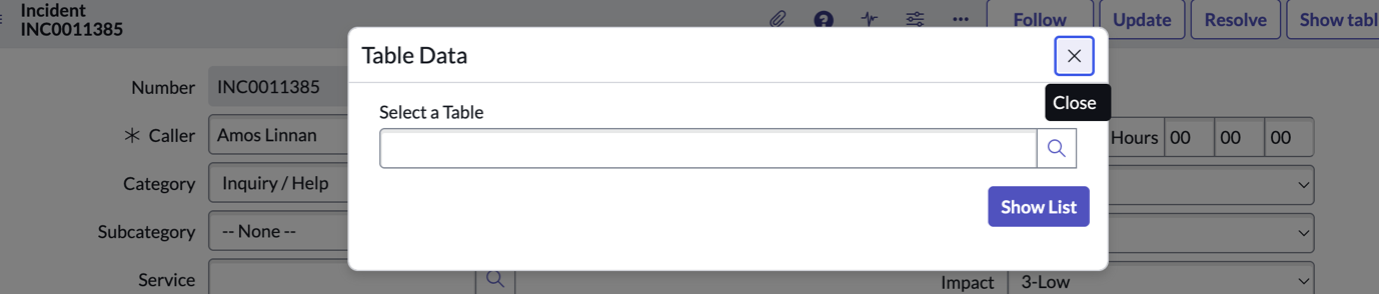 Incident
INC0011385
Follow
Update
Resolve
Show tabl
Table Data
Close
Number INC0011385
Select a Table
Caller Amos Linnan
Hours 00 00 00
Category Inquiry / Help
Show List
Subcategory -- None --
Service
Impact 3-Low